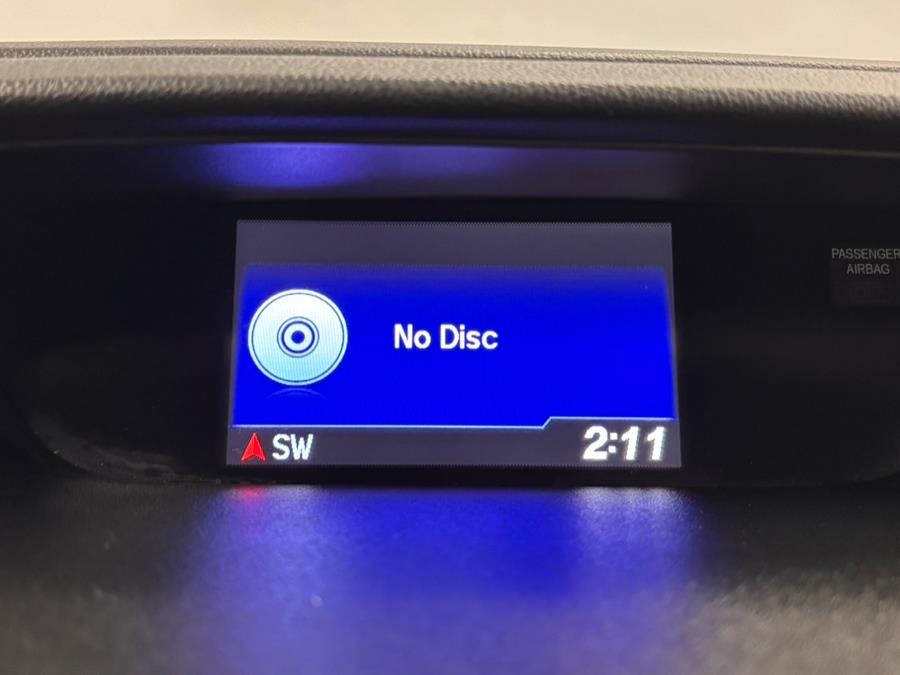 PASSENGER
AIRBAG
No Disc
SW
2:11